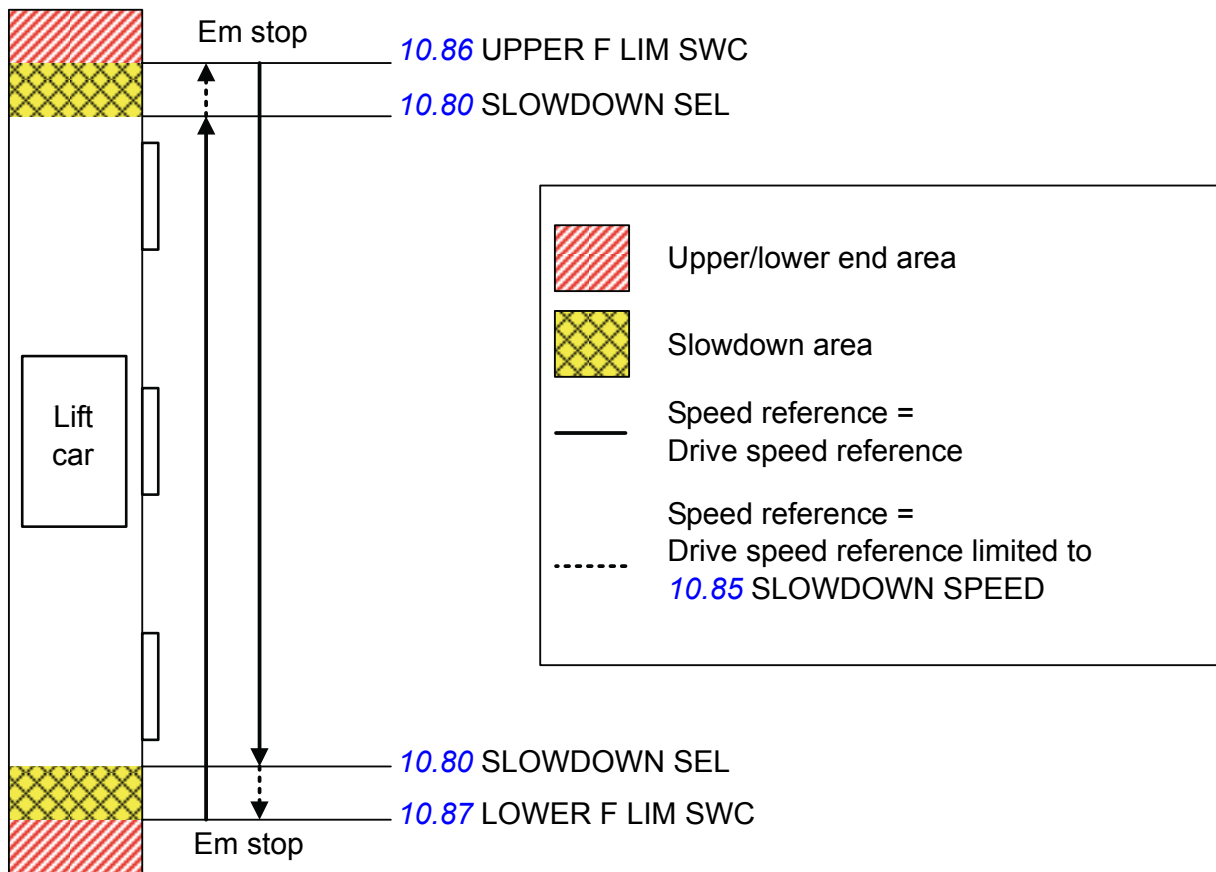 Em stop
10.86 UPPER F LIM SWC
10.80 SLOWDOWN SEL
Upper/lower end area
Slowdown area
Lift
car
Speed reference =
Drive speed reference
Speed reference =
Drive speed reference limited to
10.85 SLOWDOWN SPEED
10.80 SLOWDOWN SEL
10.87 LOWER F LIM SWC
Em stop